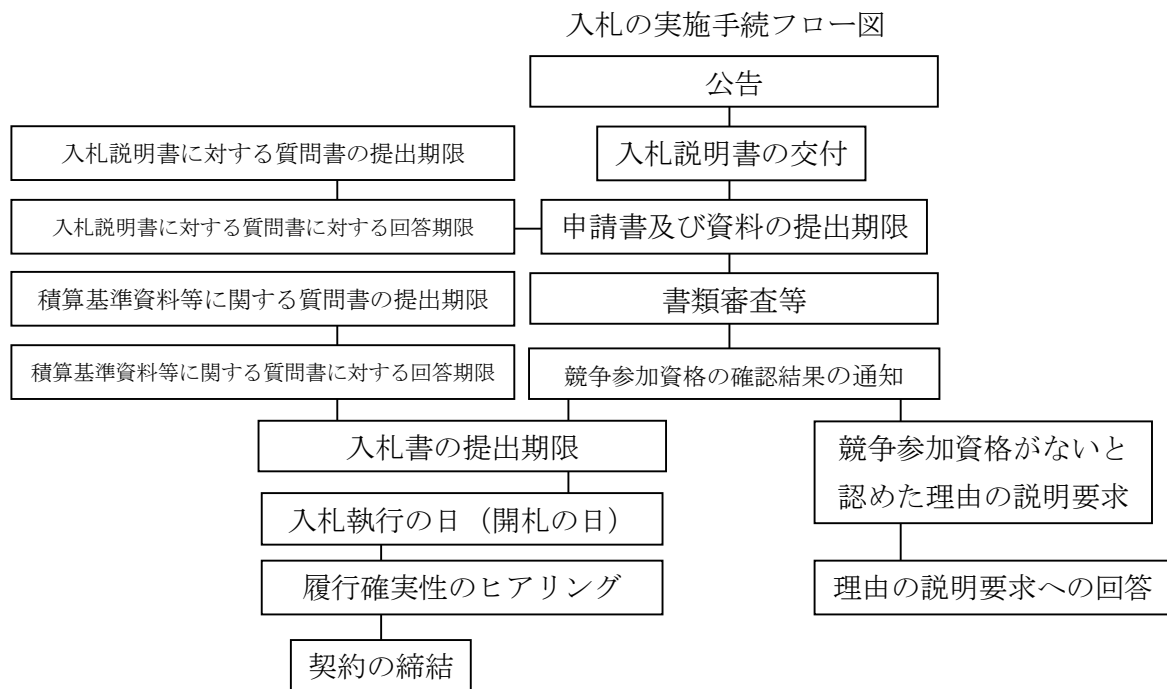 入札の実施手続フロー図
公告
入札説明書に対する質問書の提出期限
入札説明書の交付
入札説明書に対する質問書に対する回答期限
申請書及び資料の提出期限
積算基準資料等に関する質問書の提出期限
書類審査等
積算基準資料等に関する質問書に対する回答期限
競争参加資格の確認結果の通知
入札書の提出期限
競争参加資格がないと
認めた理由の説明要求
入札執行の日（開札の日）
履行確実性のヒアリング
理由の説明要求への回答
契約の締結